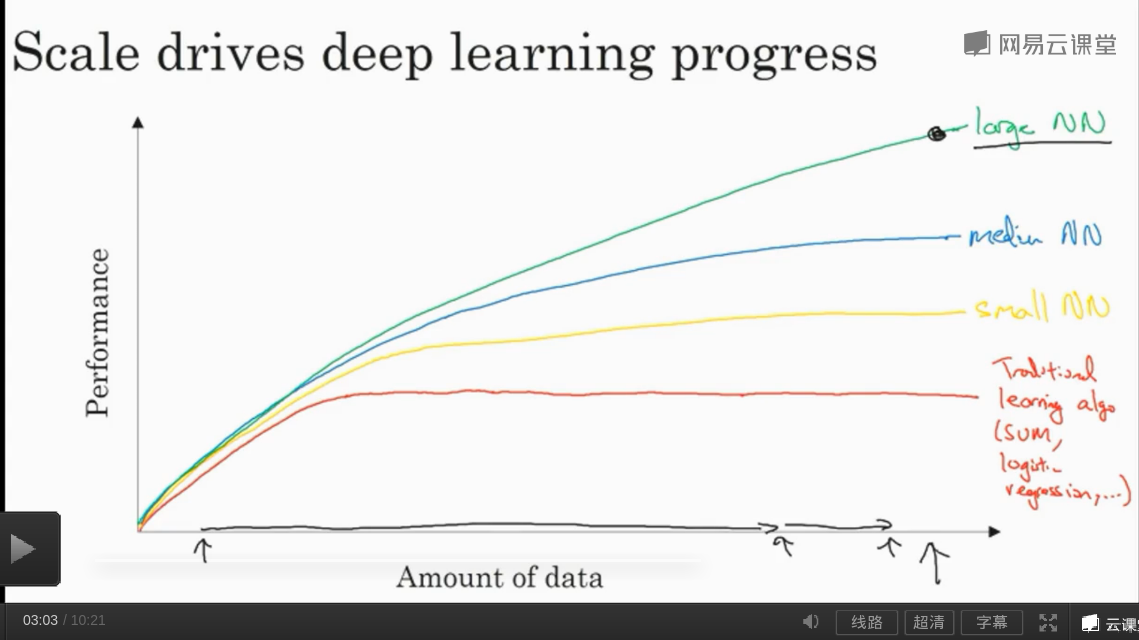 Scale drives deep learning progress
网易云课堂
large NN
Performance
medium NN
small NN
Traditional
learning algo
(SVM,
logistic
regression,...)
Amount of data
03:03 / 10:21
线路
超清
字幕
云课